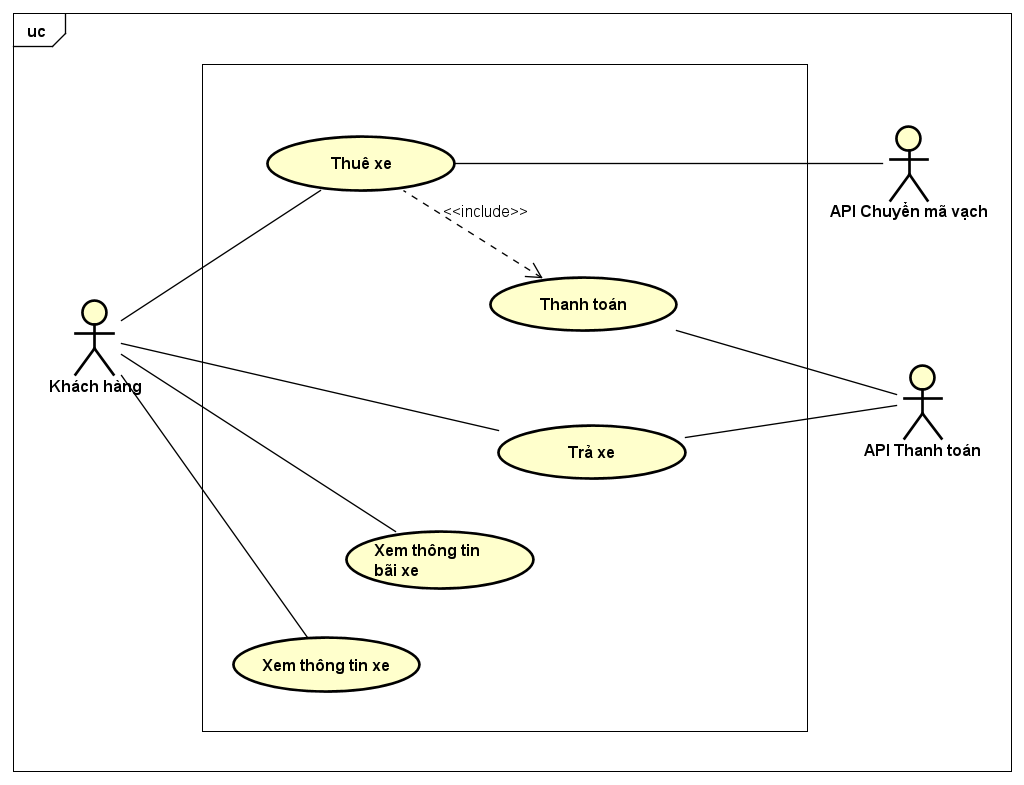 uc
Thuê xe
API Chuyển mã vạch
<<include>>
Thanh toán
Khách hàng
API Thanh toán
Trả xe
Xem thông tin
bãi xe
Xem thông tin xe